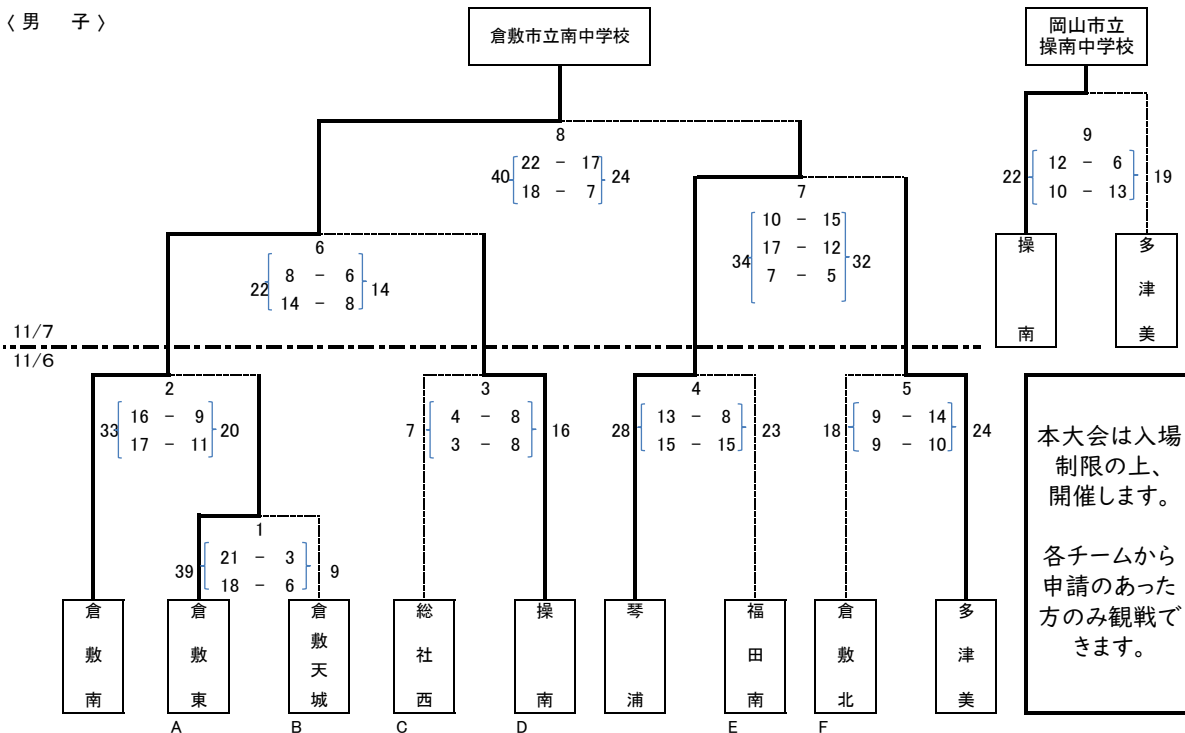 〈 男 子 〉
倉敷市立南中学校
岡山市立
操南中学校
8
22 - 17
40 24
18 - 7
9
12 - 6
22 19
10 - 13
操南
多津美
7
10 - 15
17 - 12
34 32
7 - 5
6
8 - 6
22 14
14 - 8
11/7
11/6
2
16 - 9
33 20
17 - 11
3
4 - 8
7 16
3 - 8
4
13 - 8
28 23
15 - 15
5
9 - 14
18 24
9 - 10
1
21 - 3
39 9
18 - 6
倉敷南
倉敷東
倉敷天城
総社西
操南
琴浦
福田南
倉敷北
多津美
A B C D E F
本大会は入場
制限の上、
開催します。
各チームから
申請のあった
方のみ観戦で
きます。